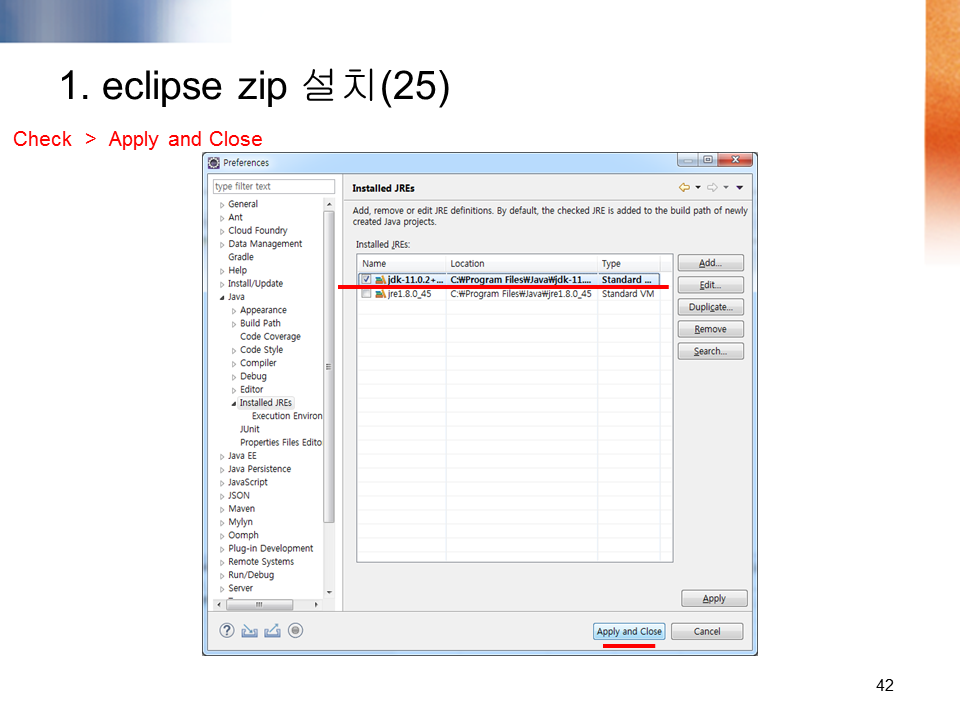 1. eclipse zip 설치(25)
Check > Apply and Close
Preferences
type filter text
Installed JREs
General
Ant
Cloud Foundry
Data Management
Gradle
Help
Install/Update
Java
Appearance
Build Path
Code Coverage
Code Style
Compiler
Debug
Editor
Installed JREs
Execution Environ
JUnit
Properties Files Edito
Java EE
Java Persistence
JavaScript
JSON
Maven
Mylyn
Oomph
Plug-in Development
Remote Systems
Run/Debug
Server
Add, remove or edit JRE definitions. By default, the checked JRE is added to the build path of newly
created Java projects.
Installed JREs:
Name Location Type
jdk-11.0.2+... C:₩Program Files₩Java₩jdk-11.... Standard ...
jre1.8.0_45 C:₩Program Files₩Java₩jre1.8.0_45 Standard VM
Add...
Edit...
Duplicate...
Remove
Search...
Apply
Apply and Close Cancel
42